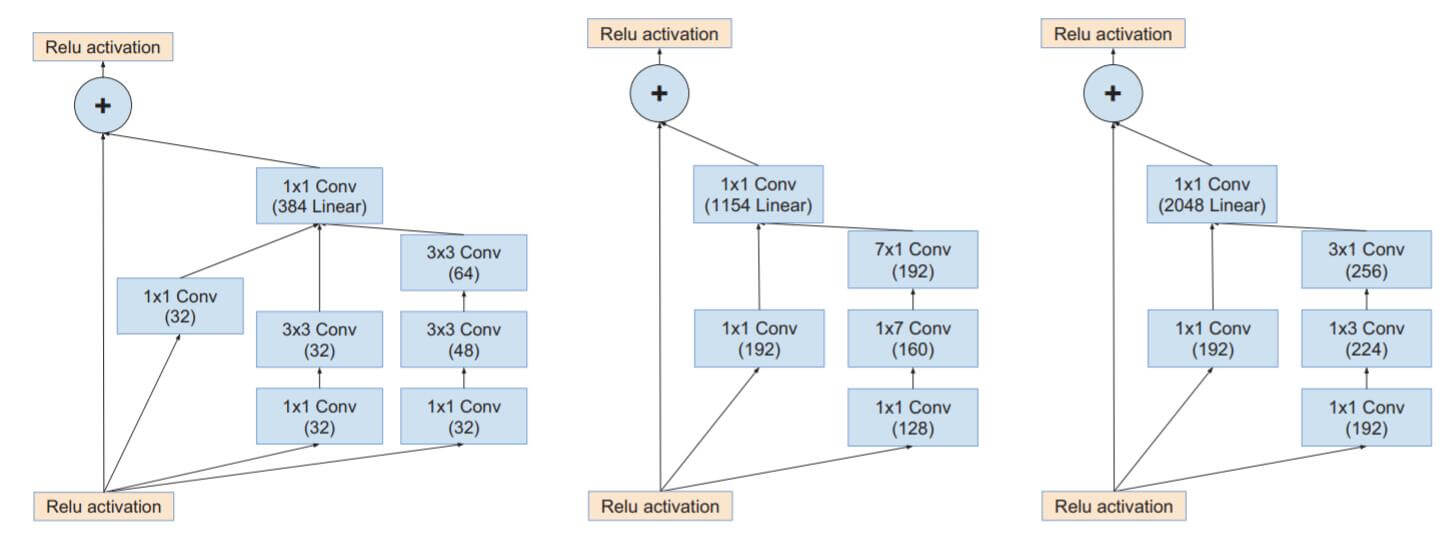 Relu activation
+
1x1 Conv
(384 Linear)
3x3 Conv
(64)
1x1 Conv
(32)
3x3 Conv
(32)
3x3 Conv
(48)
1x1 Conv
(32)
1x1 Conv
(32)
Relu activation
Relu activation
+
1x1 Conv
(1154 Linear)
7x1 Conv
(192)
1x1 Conv
(192)
1x7 Conv
(160)
1x1 Conv
(128)
Relu activation
Relu activation
+
1x1 Conv
(2048 Linear)
3x1 Conv
(256)
1x1 Conv
(192)
1x3 Conv
(224)
1x1 Conv
(192)
Relu activation